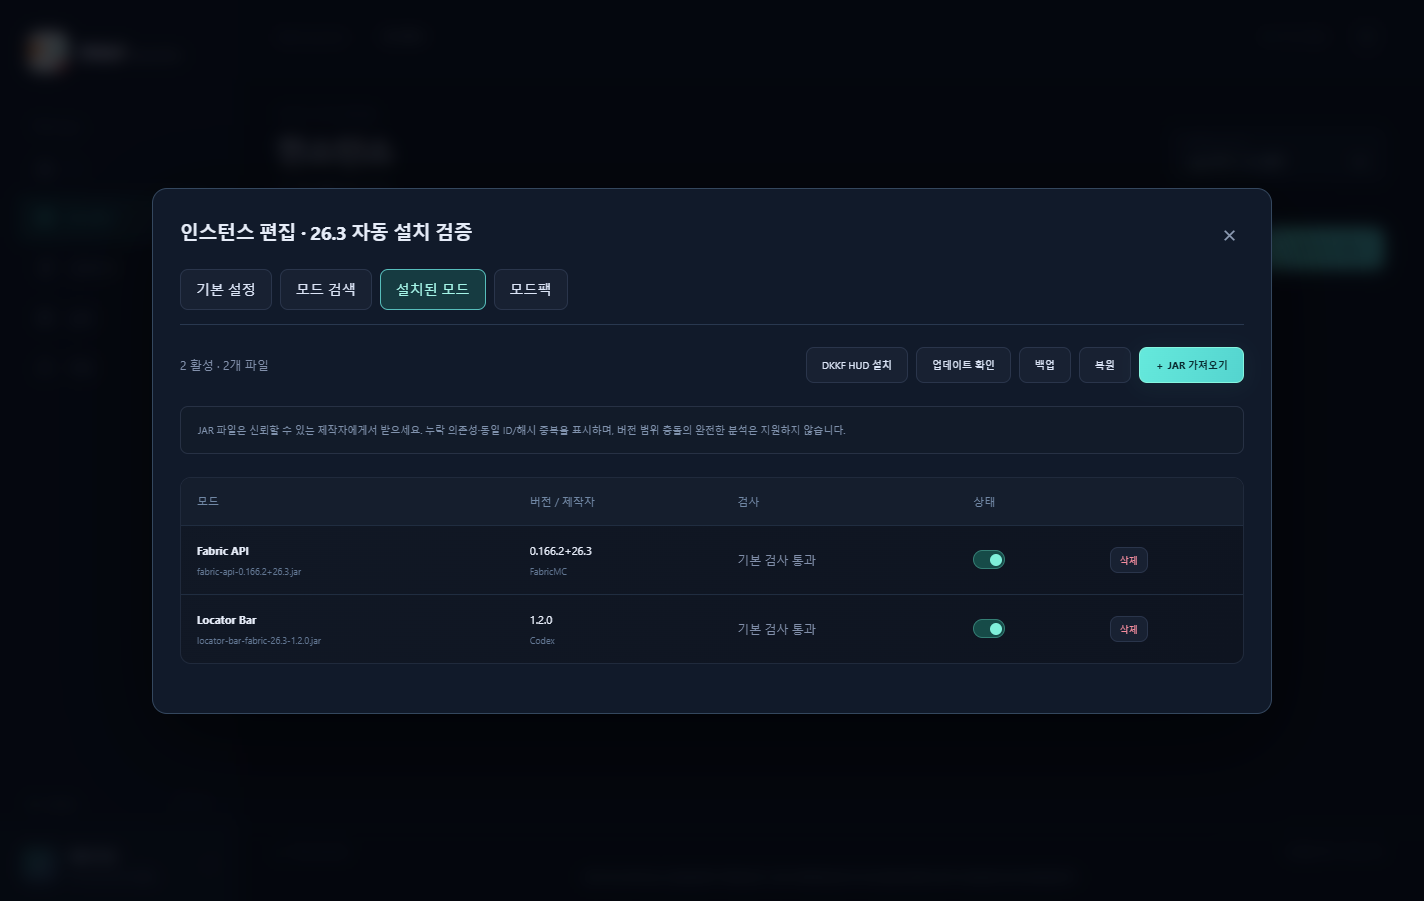 인스턴스 편집 · 26.3 자동 설치 검증
×
기본 설정
모드 검색
설치된 모드
모드팩
2 활성 · 2개 파일
DKKF HUD 설치
업데이트 확인
백업
복원
+ JAR 가져오기
JAR 파일은 신뢰할 수 있는 제작자에게서 받으세요. 누락 의존성·동일 ID/해시 중복을 표시하며, 버전 범위 충돌의 완전한 분석은 지원하지 않습니다.
모드
버전 / 제작자
검사
상태
Fabric API
fabric-api-0.166.2+26.3.jar
0.166.2+26.3
FabricMC
기본 검사 통과
삭제
Locator Bar
locator-bar-fabric-26.3-1.2.0.jar
1.2.0
Codex
기본 검사 통과
삭제